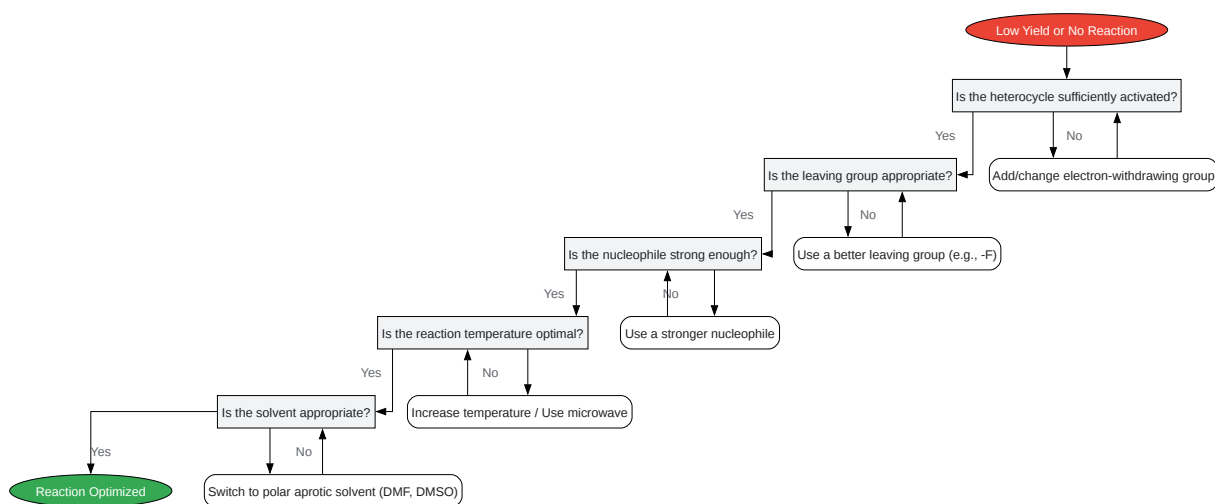 Low Yield or No Reaction
Is the heterocycle sufficiently activated?
Yes
No
Add/change electron-withdrawing group
Is the leaving group appropriate?
Yes
No
Use a better leaving group (e.g., -F)
Is the nucleophile strong enough?
Yes
No
Use a stronger nucleophile
Is the reaction temperature optimal?
Yes
No
Increase temperature / Use microwave
Is the solvent appropriate?
Yes
No
Reaction Optimized
Switch to polar aprotic solvent (DMF, DMSO)